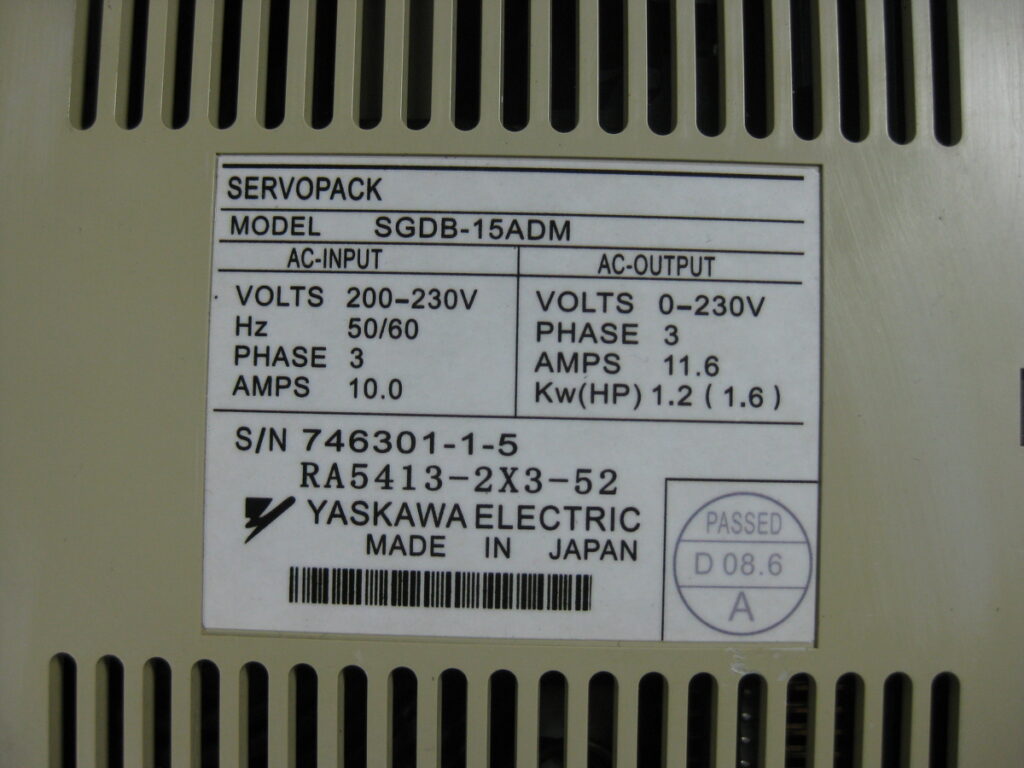 SERVOPACK
MODEL SGDB-15ADM
AC-INPUT AC-OUTPUT
VOLTS 200-230V VOLTS 0-230V
Hz 50/60 PHASE 3
PHASE 3 AMPS 11.6
AMPS 10.0 Kw(HP) 1.2 ( 1.6 )
S/N 746301-1-5
RA5413-2X3-52
YASKAWA ELECTRIC
MADE IN JAPAN
PASSED
D 08.6
A